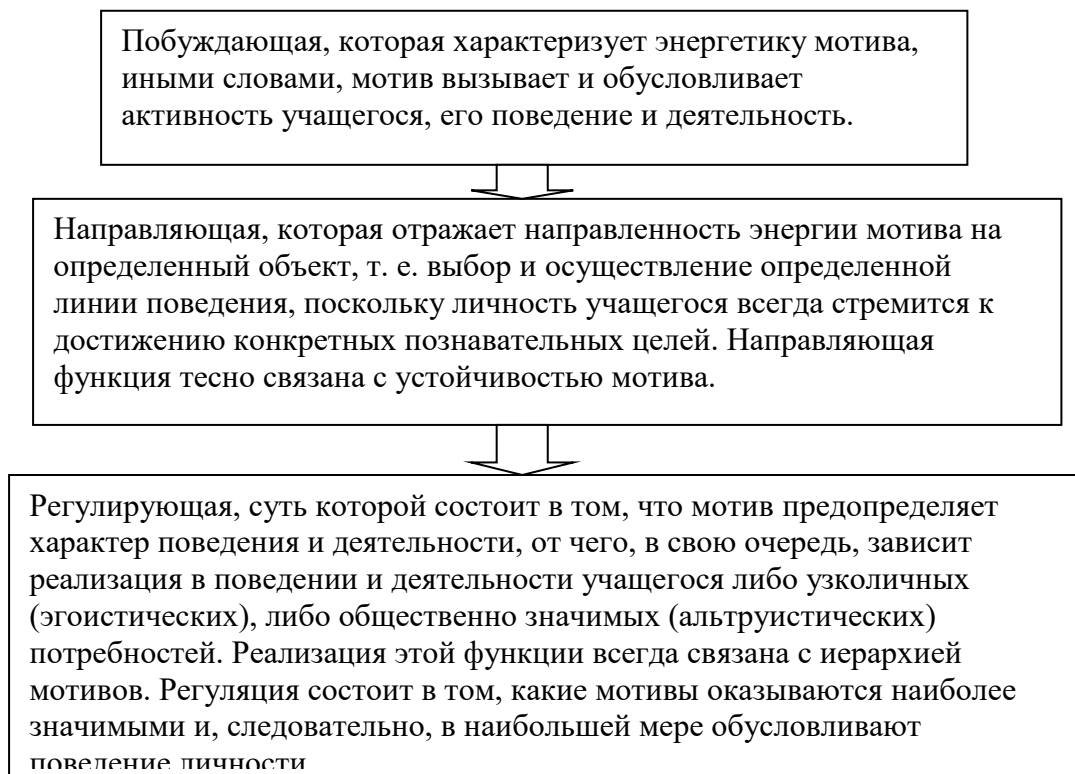 Побуждающая, которая характеризует энергетику мотива,
иными словами, мотив вызывает и обусловливает
активность учащегося, его поведение и деятельность.
Направляющая, которая отражает направленность энергии мотива на
определенный объект, т. е. выбор и осуществление определенной
линии поведения, поскольку личность учащегося всегда стремится к
достижению конкретных познавательных целей. Направляющая
функция тесно связана с устойчивостью мотива.
Регулирующая, суть которой состоит в том, что мотив предопределяет
характер поведения и деятельности, от чего, в свою очередь, зависит
реализация в поведении и деятельности учащегося либо узколичных
(эгоистических), либо общественно значимых (альтруистических)
потребностей. Реализация этой функции всегда связана с иерархией
мотивов. Регуляция состоит в том, какие мотивы оказываются наиболее
значимыми и, следовательно, в наибольшей мере обусловливают
поведение личности